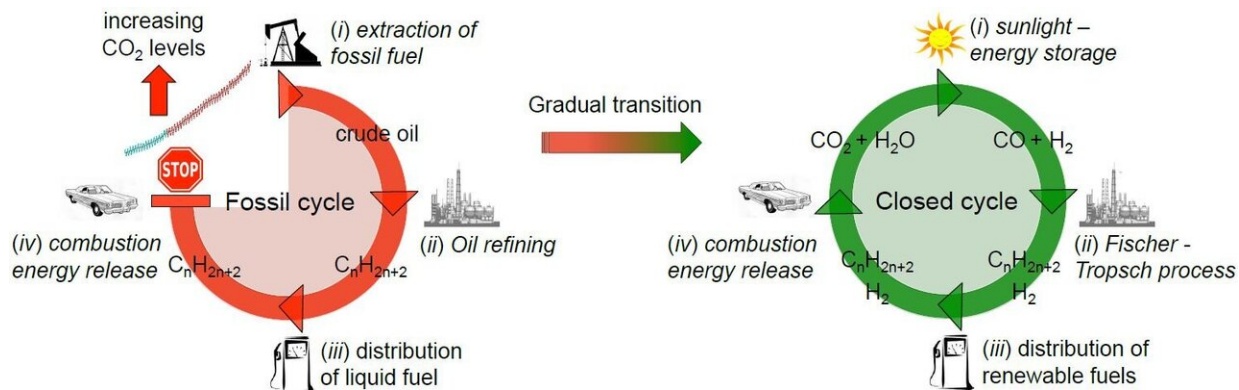 increasing
CO₂ levels
(i) extraction of
fossil fuel
crude oil
STOP
Fossil cycle
(ii) Oil refining
(iv) combustion
energy release
CₙH₂ₙ₊₂
CₙH₂ₙ₊₂
(iii) distribution
of liquid fuel
Gradual transition
(i) sunlight –
energy storage
CO₂ + H₂O
CO + H₂
Closed cycle
(iv) combustion
energy release
(ii) Fischer -
Tropsch process
CₙH₂ₙ₊₂
H₂
CₙH₂ₙ₊₂
H₂
(iii) distribution of
renewable fuels